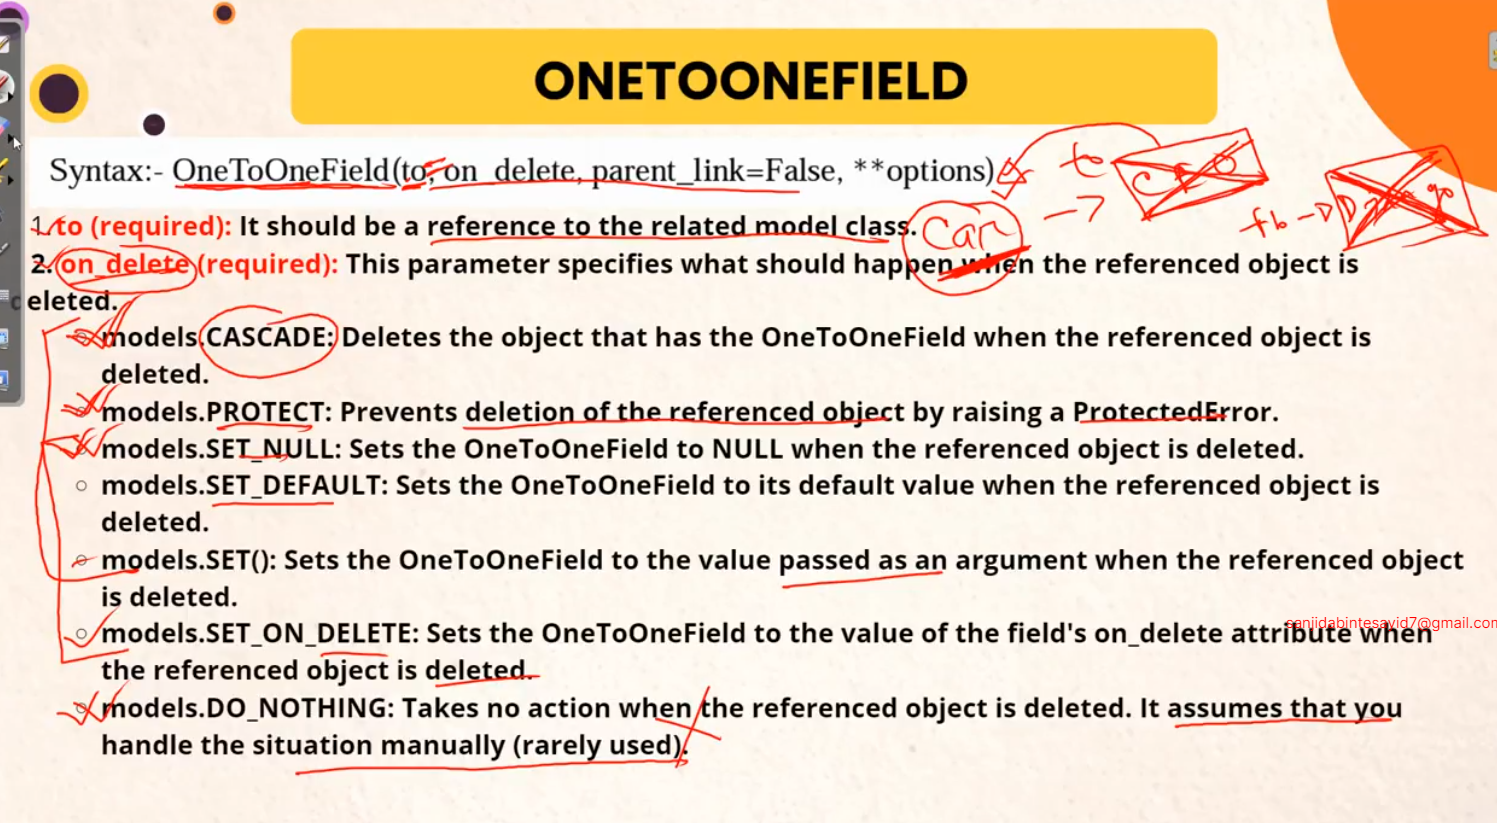 ONETOONEFIELD
Syntax:- OneToOneField(to, on_delete, parent_link=False, **options)
to
1. to (required): It should be a reference to the related model class.
Car
fb
2. on_delete (required): This parameter specifies what should happen when the referenced object is
deleted.
models.CASCADE: Deletes the object that has the OneToOneField when the referenced object is
deleted.
models.PROTECT: Prevents deletion of the referenced object by raising a ProtectedError.
models.SET_NULL: Sets the OneToOneField to NULL when the referenced object is deleted.
models.SET_DEFAULT: Sets the OneToOneField to its default value when the referenced object is
deleted.
models.SET(): Sets the OneToOneField to the value passed as an argument when the referenced object
is deleted.
sanjidabintesayid7@gmail.com
models.SET_ON_DELETE: Sets the OneToOneField to the value of the field's on_delete attribute when
the referenced object is deleted.
models.DO_NOTHING: Takes no action when the referenced object is deleted. It assumes that you
handle the situation manually (rarely used).